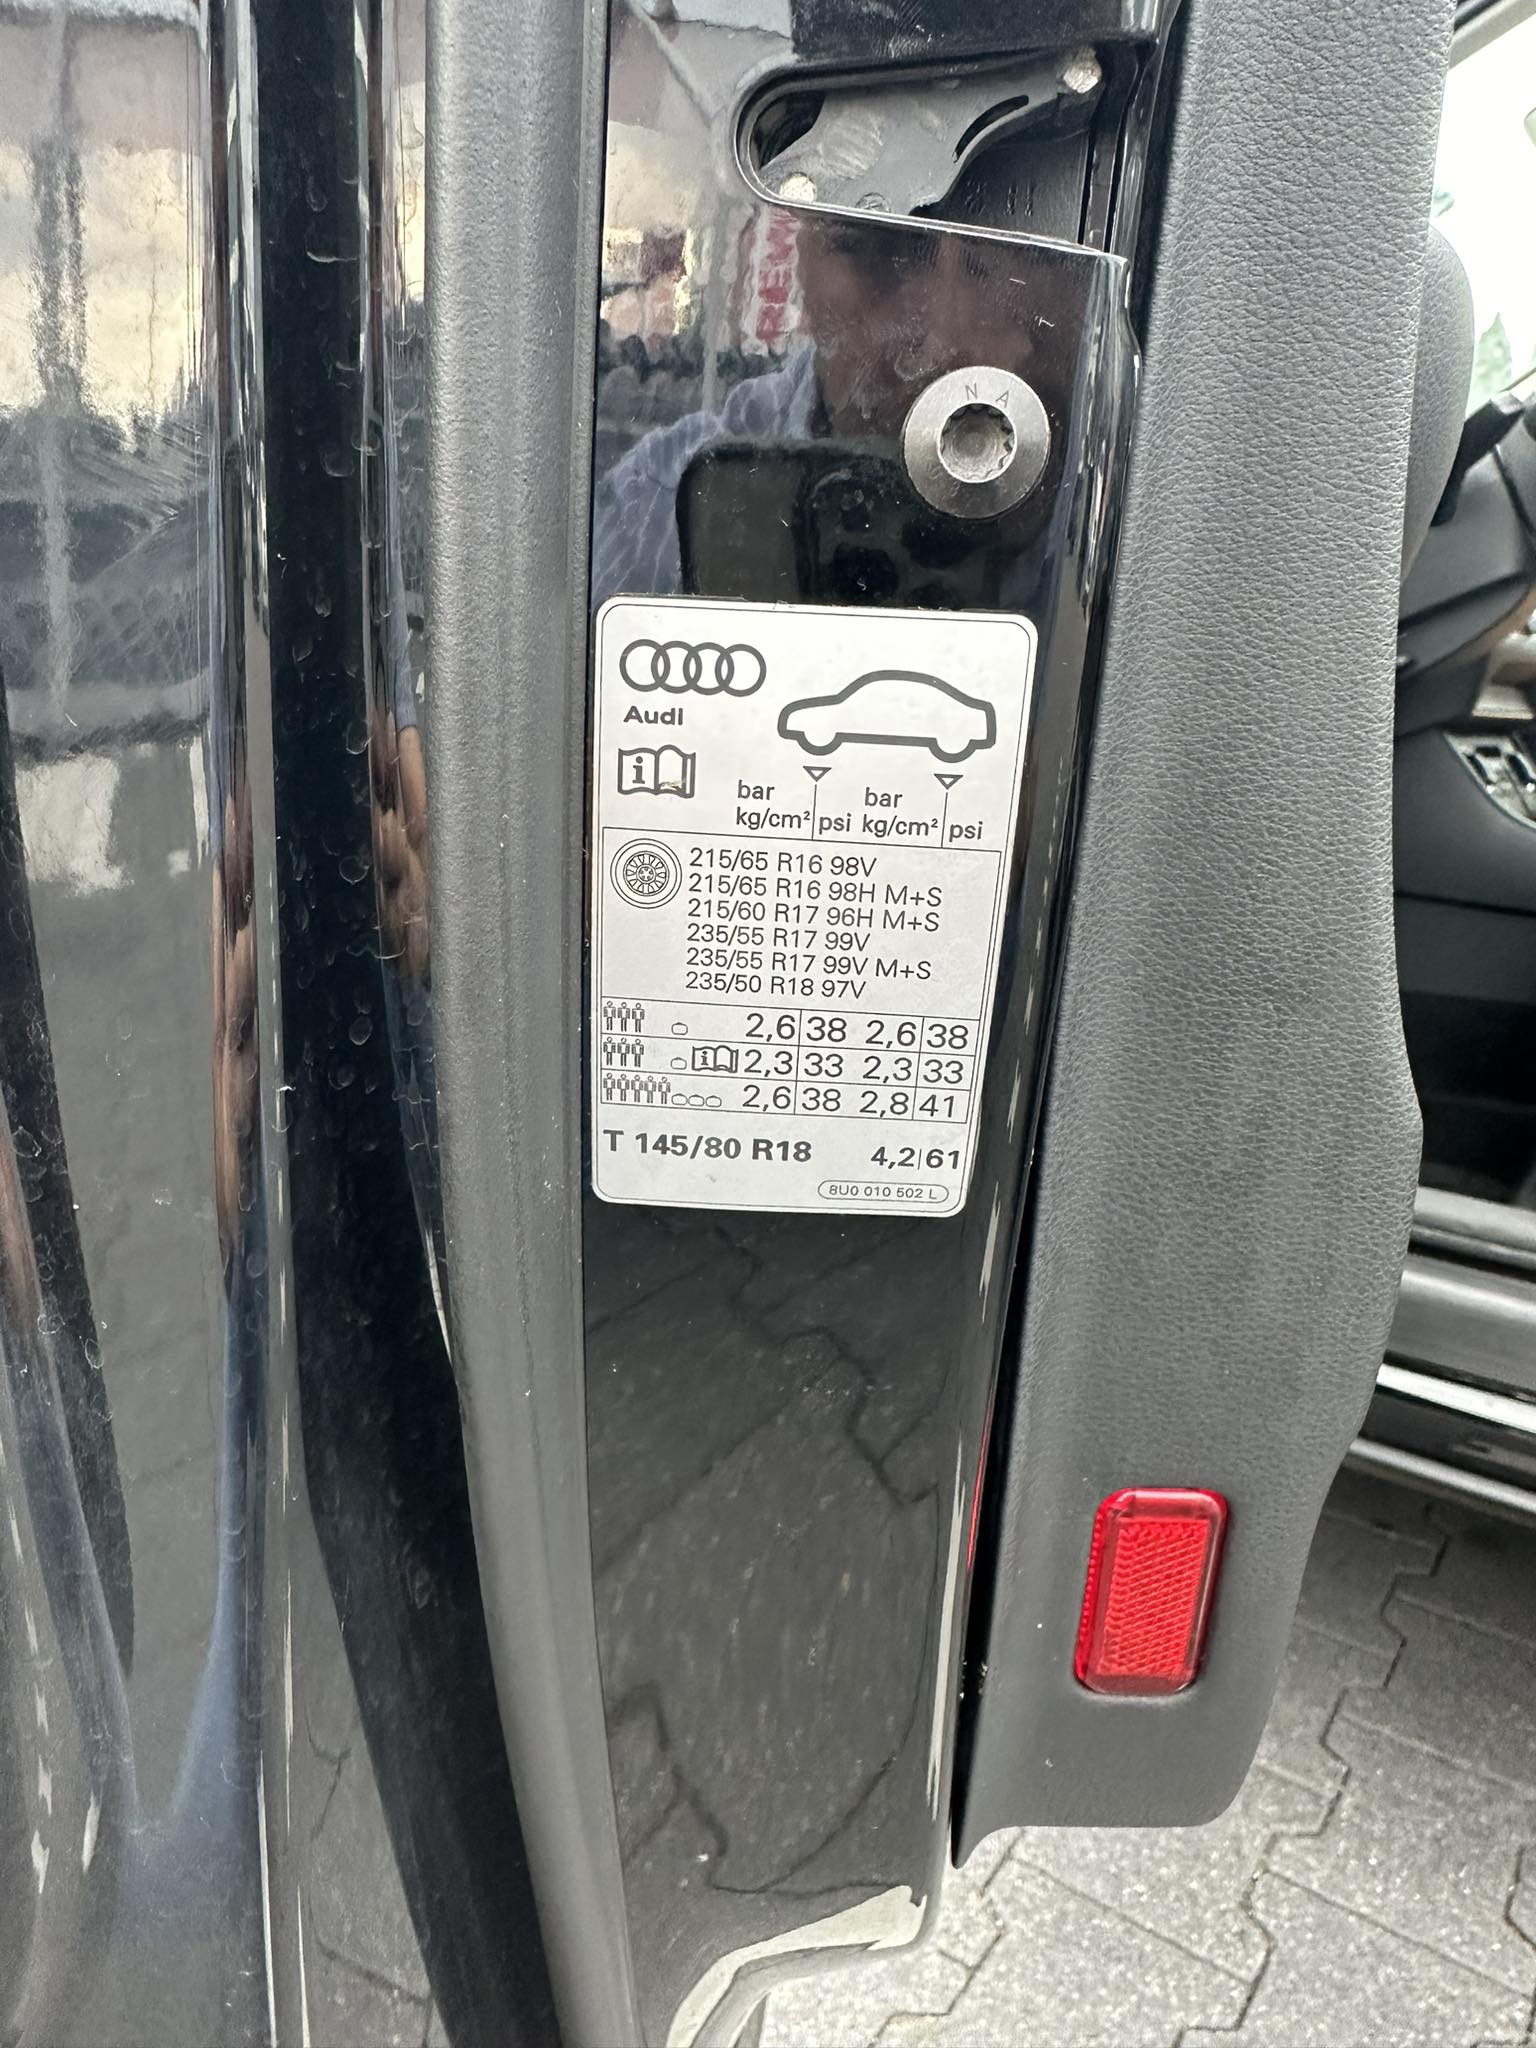 N A
Audi
i
bar bar
kg/cm² psi kg/cm² psi
215/65 R16 98V
215/65 R16 98H M+S
215/60 R17 96H M+S
235/55 R17 99V
235/55 R17 99V M+S
235/50 R18 97V
2,6 38 2,6 38
i 2,3 33 2,3 33
2,6 38 2,8 41
T 145/80 R18 4,2 61
8U0 010 502 L